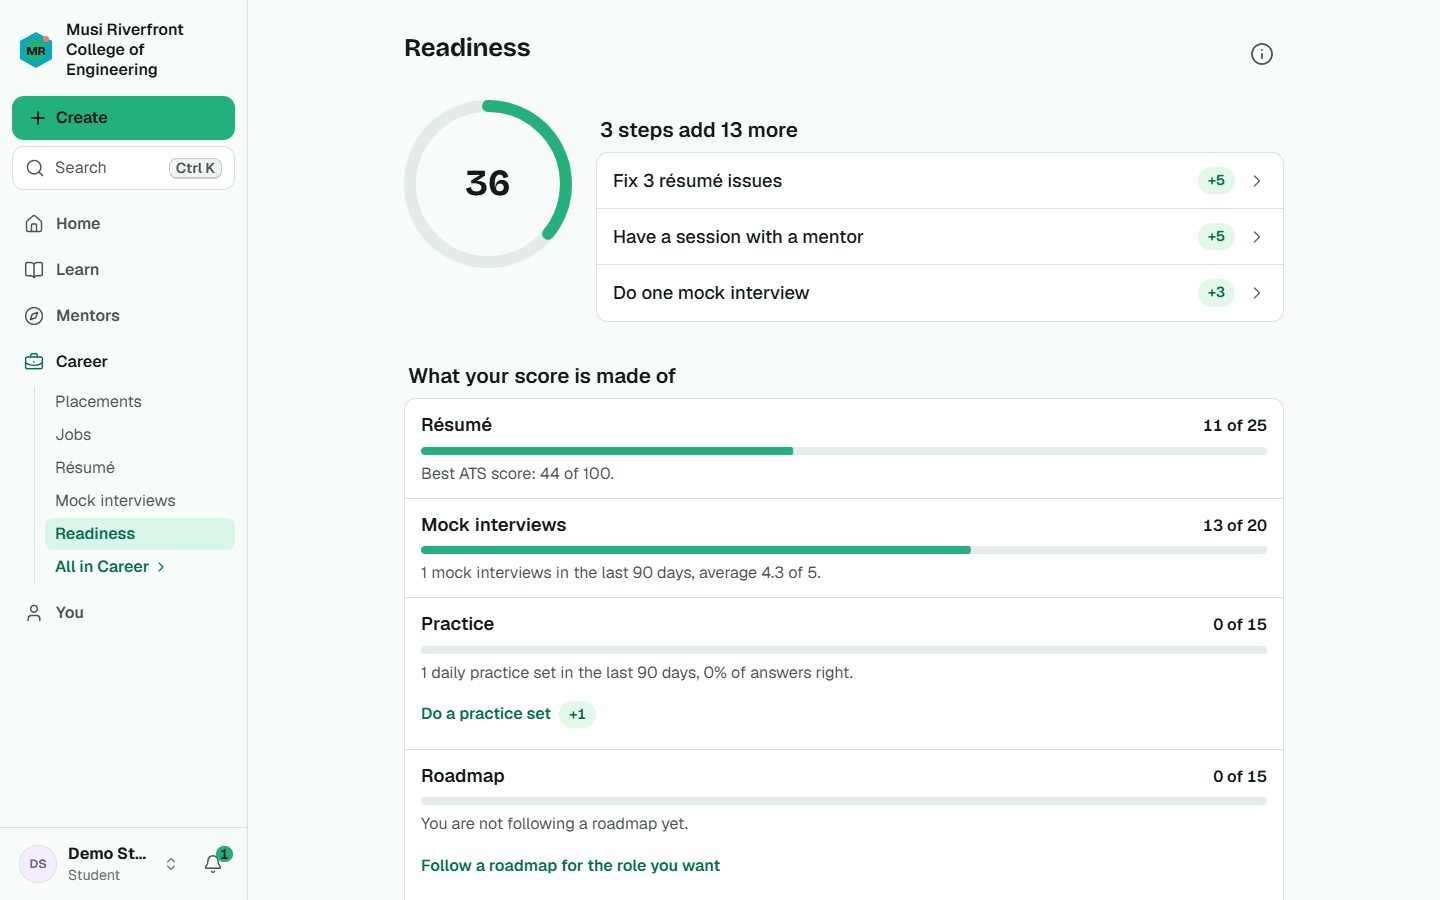 MR
Musi Riverfront
College of
Engineering
Create
Search Ctrl K
Home
Learn
Mentors
Career
Placements
Jobs
Résumé
Mock interviews
Readiness
All in Career
You
Demo St...
DS
Student
1
Readiness
36
3 steps add 13 more
Fix 3 résumé issues +5
Have a session with a mentor +5
Do one mock interview +3
What your score is made of
Résumé 11 of 25
Best ATS score: 44 of 100.
Mock interviews 13 of 20
1 mock interviews in the last 90 days, average 4.3 of 5.
Practice 0 of 15
1 daily practice set in the last 90 days, 0% of answers right.
Do a practice set +1
Roadmap 0 of 15
You are not following a roadmap yet.
Follow a roadmap for the role you want